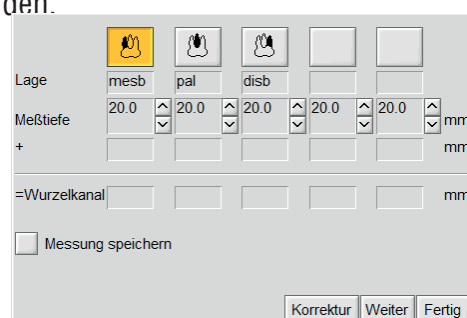 den.
Lage mesb pal disb
Meßtiefe 20.0 20.0 20.0 20.0 20.0 mm
+ mm
=Wurzelkanal mm
Messung speichern
Korrektur Weiter Fertig